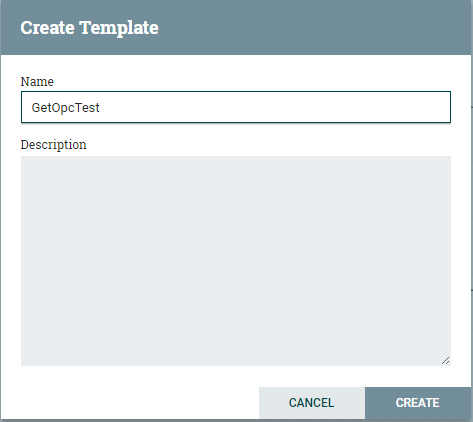 Create Template
Name
GetOpcTest
Description
CANCEL
CREATE